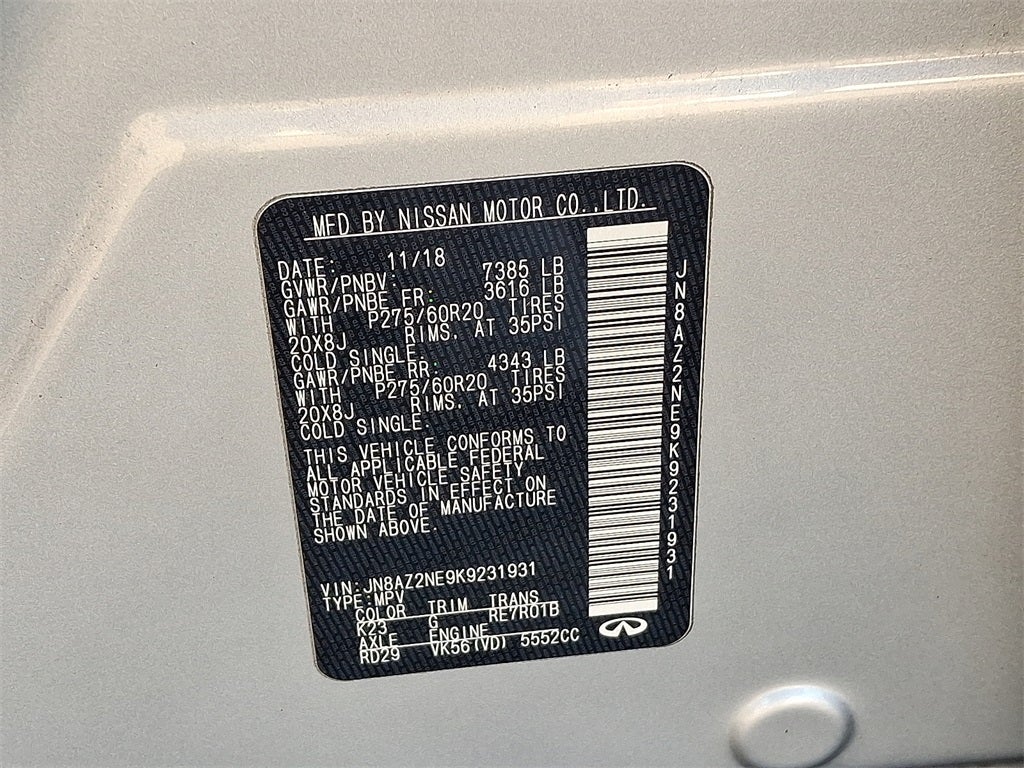 MFD BY NISSAN MOTOR CO.,LTD.
DATE: 11/18
GVWR/PNBV: 7385 LB
GAWR/PNBE FR: 3616 LB
WITH P275/60R20 TIRES
20X8J RIMS, AT 35PSI
COLD SINGLE.
GAWR/PNBE RR: 4343 LB
WITH P275/60R20 TIRES
20X8J RIMS, AT 35PSI
COLD SINGLE.
THIS VEHICLE CONFORMS TO
ALL APPLICABLE FEDERAL
MOTOR VEHICLE SAFETY
STANDARDS IN EFFECT ON
THE DATE OF MANUFACTURE
SHOWN ABOVE.
VIN:JN8AZ2NE9K9231931
TYPE:MPV
COLOR TRIM TRANS
K23 G RE7R01B
AXLE ENGINE
RD29 VK56(VD) 5552CC
JN8AZ2NE9K9231931